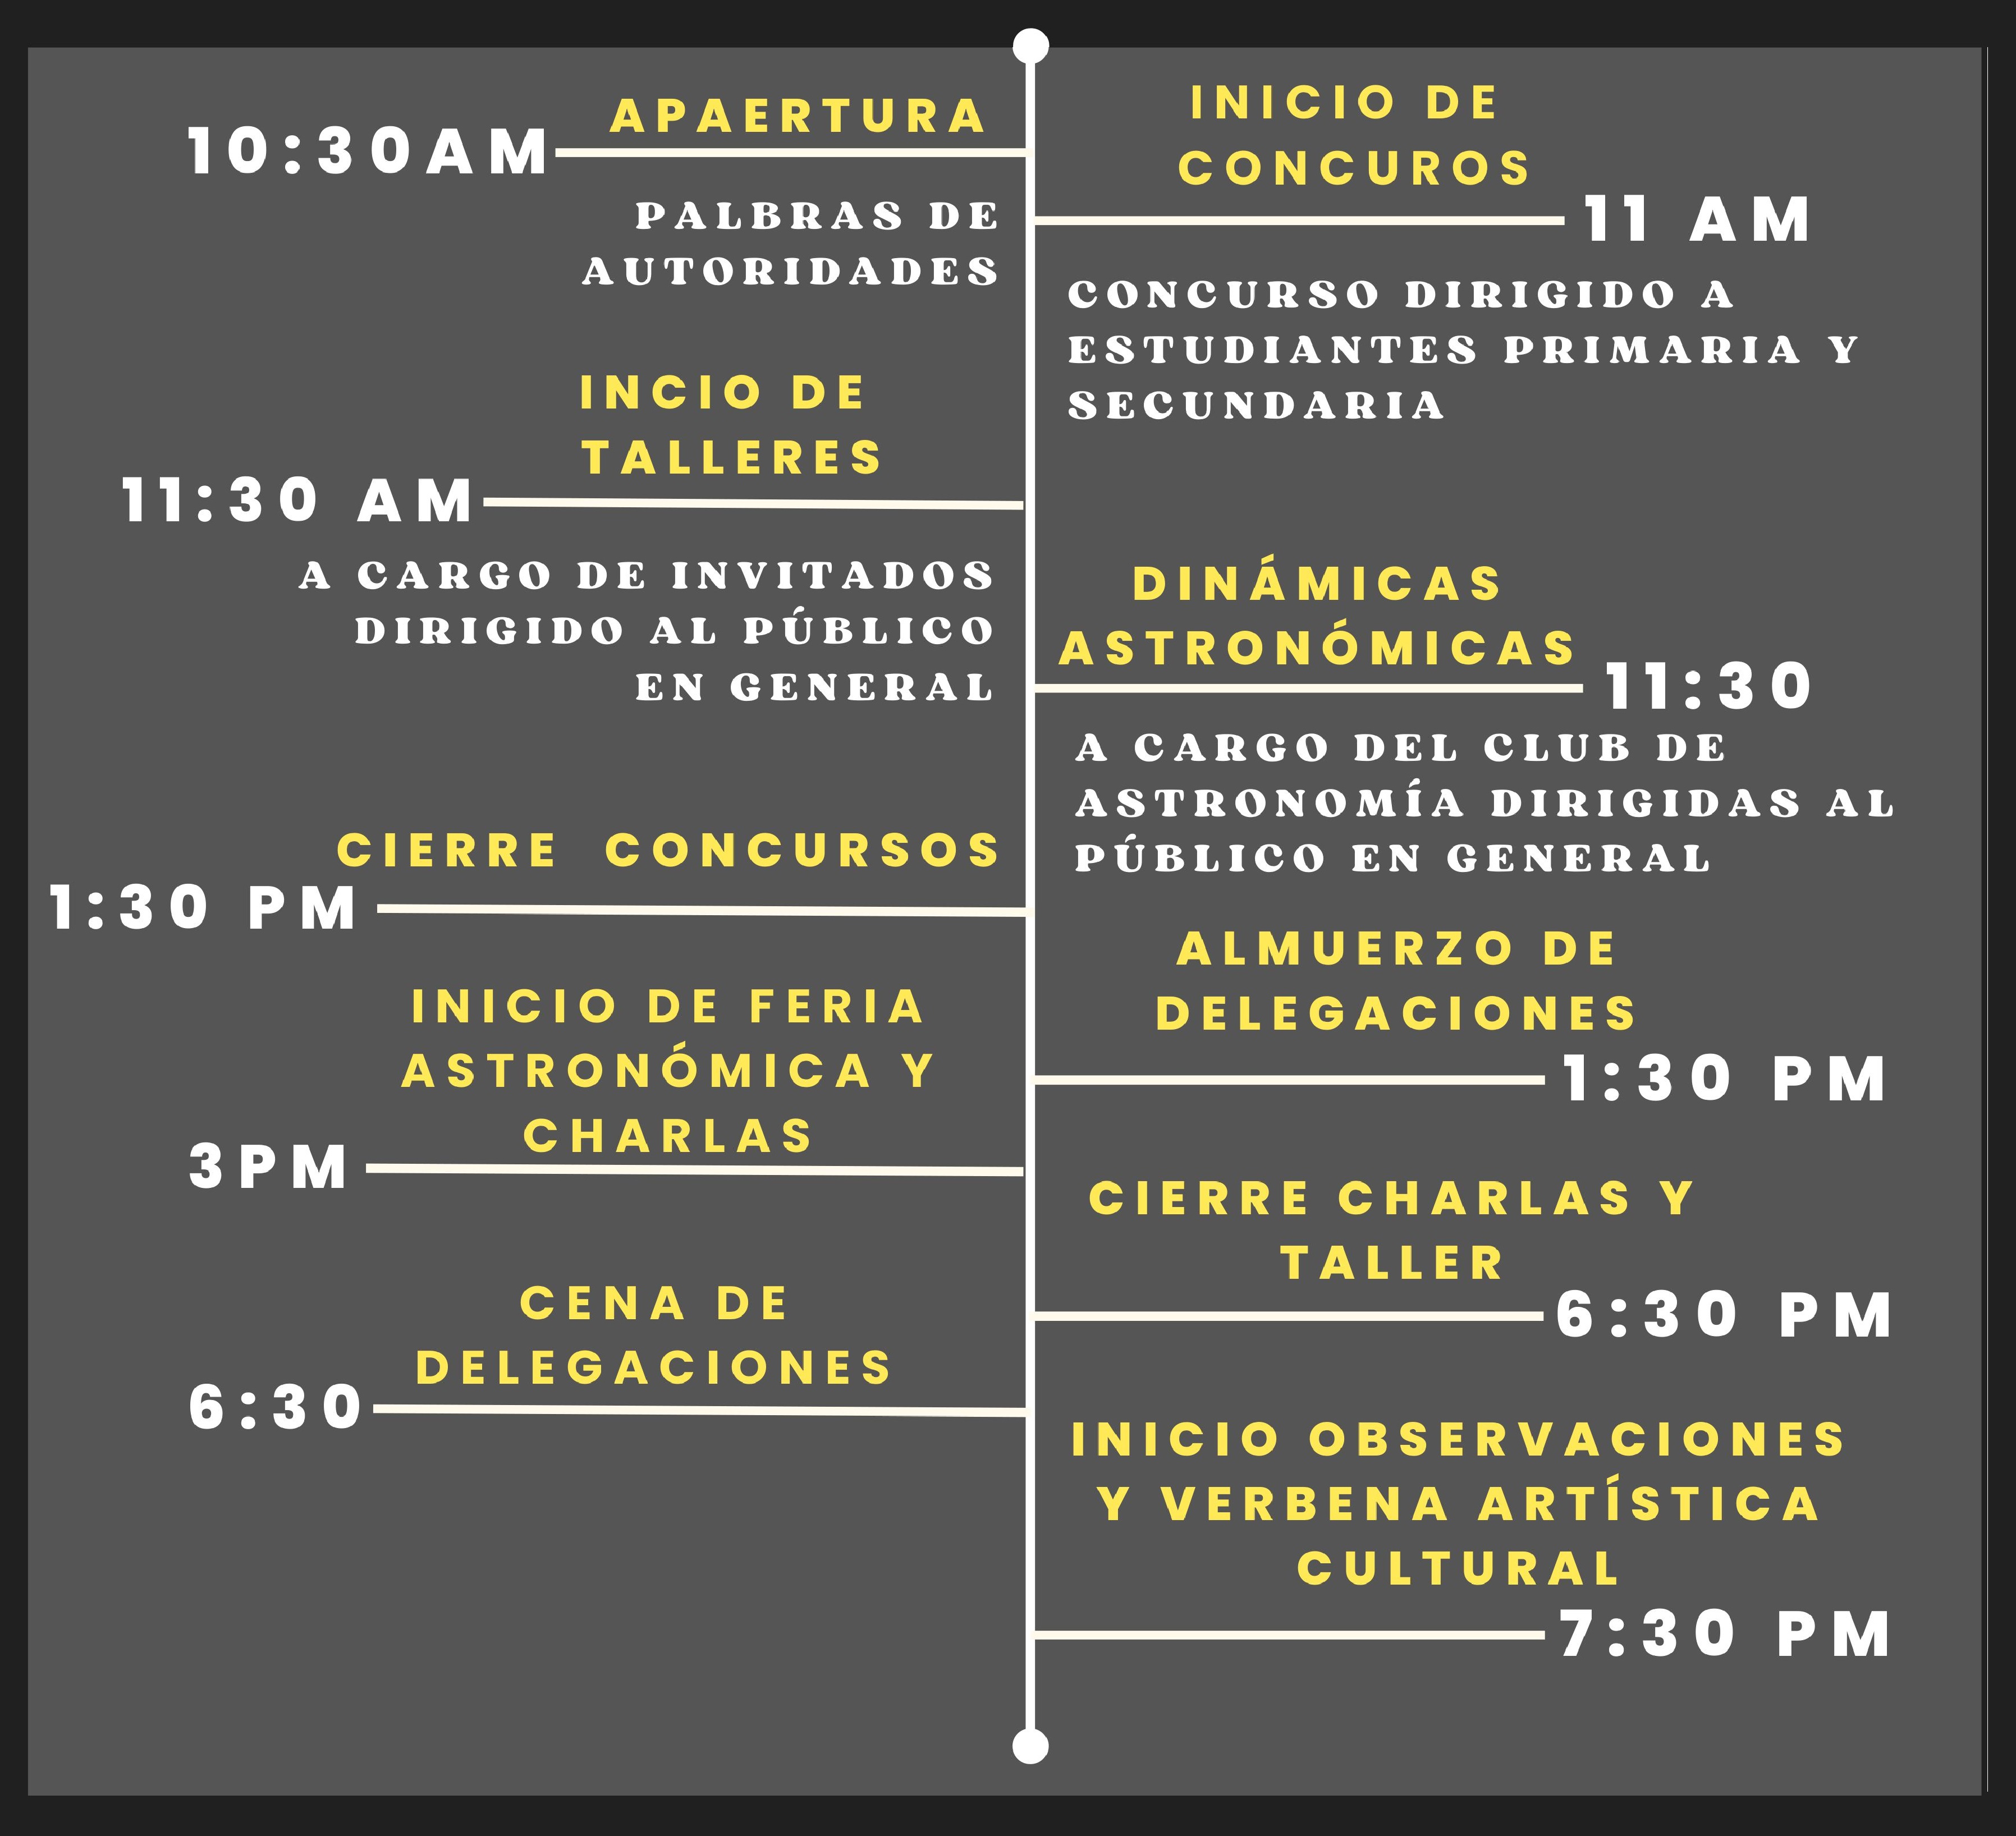 APAERTURA
10:30AM
PALBRAS DE
AUTORIDADES
INICIO DE
CONCUROS
11 AM
CONCURSO DIRIGIDO A
ESTUDIANTES PRIMARIA Y
SECUNDARIA
INCIO DE
TALLERES
11:30 AM
A CARGO DE INVITADOS
DIRIGIDO AL PÚBLICO
EN GENERAL
DINÁMICAS
ASTRONÓMICAS
11:30
A CARGO DEL CLUB DE
ASTRONOMÍA DIRIGIDAS AL
PÚBLICO EN GENERAL
CIERRE CONCURSOS
1:30 PM
ALMUERZO DE
DELEGACIONES
1:30 PM
INICIO DE FERIA
ASTRONÓMICA Y
CHARLAS
3PM
CIERRE CHARLAS Y
TALLER
6:30 PM
CENA DE
DELEGACIONES
6:30
INICIO OBSERVACIONES
Y VERBENA ARTÍSTICA
CULTURAL
7:30 PM